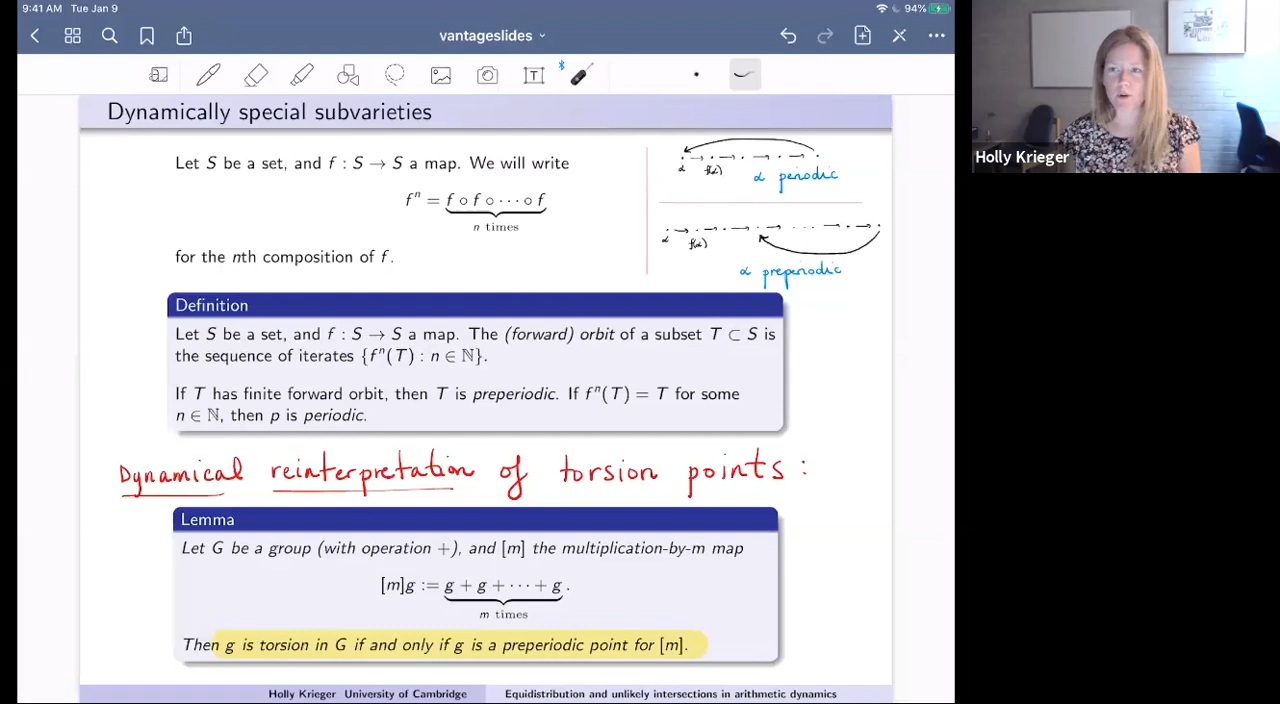 9:41 AM Tue Jan 9
94%
vantageslides
Dynamically special subvarieties
Let S be a set, and f : S → S a map. We will write
fⁿ = f ∘ f ∘ ⋯ ∘ f
n times
for the nth composition of f.
α f(α)
α periodic
α f(α)
α preperiodic
Definition
Let S be a set, and f : S → S a map. The (forward) orbit of a subset T ⊂ S is
the sequence of iterates {fⁿ(T) : n ∈ ℕ}.
If T has finite forward orbit, then T is preperiodic. If fⁿ(T) = T for some
n ∈ ℕ, then p is periodic.
Dynamical reinterpretation of torsion points :
Lemma
Let G be a group (with operation +), and [m] the multiplication-by-m map
[m]g := g + g + ⋯ + g .
m times
Then g is torsion in G if and only if g is a preperiodic point for [m].
Holly Krieger University of Cambridge
Equidistribution and unlikely intersections in arithmetic dynamics
Holly Krieger